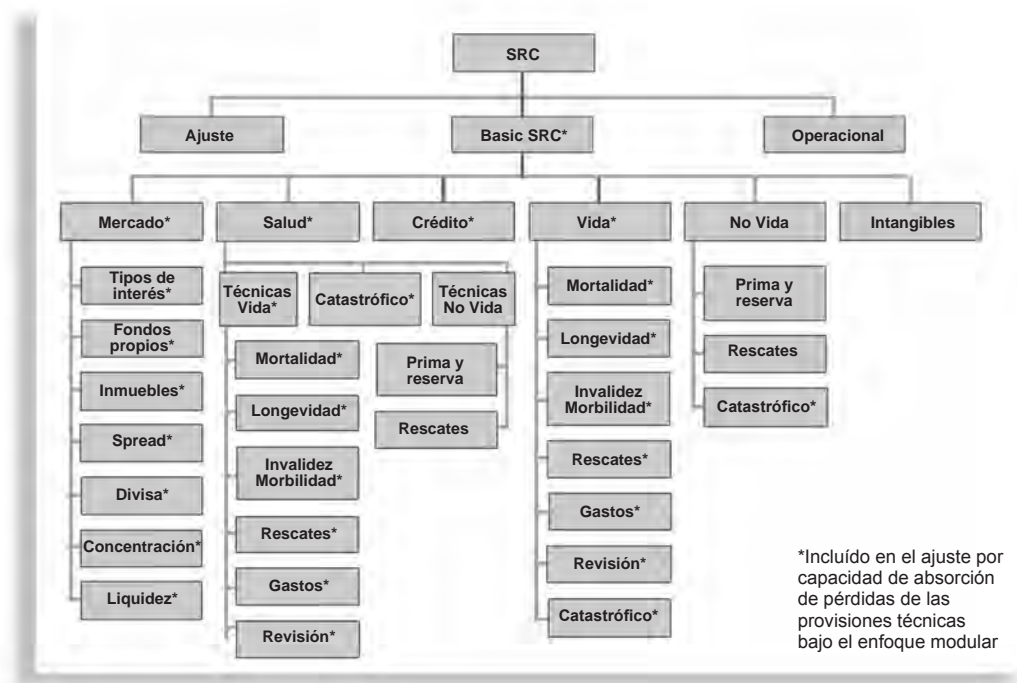 SRC
Ajuste
Basic SRC*
Operacional
Mercado*
Salud*
Crédito*
Vida*
No Vida
Intangibles
Tipos de
interés*
Fondos
propios*
Inmuebles*
Spread*
Divisa*
Concentración*
Liquidez*
Técnicas
Vida*
Catastrófico*
Técnicas
No Vida
Mortalidad*
Longevidad*
Invalidez
Morbilidad*
Rescates*
Gastos*
Revisión*
Prima y
reserva
Rescates
Mortalidad*
Longevidad*
Invalidez
Morbilidad*
Rescates*
Gastos*
Revisión*
Catastrófico*
Prima y
reserva
Rescates
Catastrófico*
*Incluído en el ajuste por
capacidad de absorción
de pérdidas de las
provisiones técnicas
bajo el enfoque modular